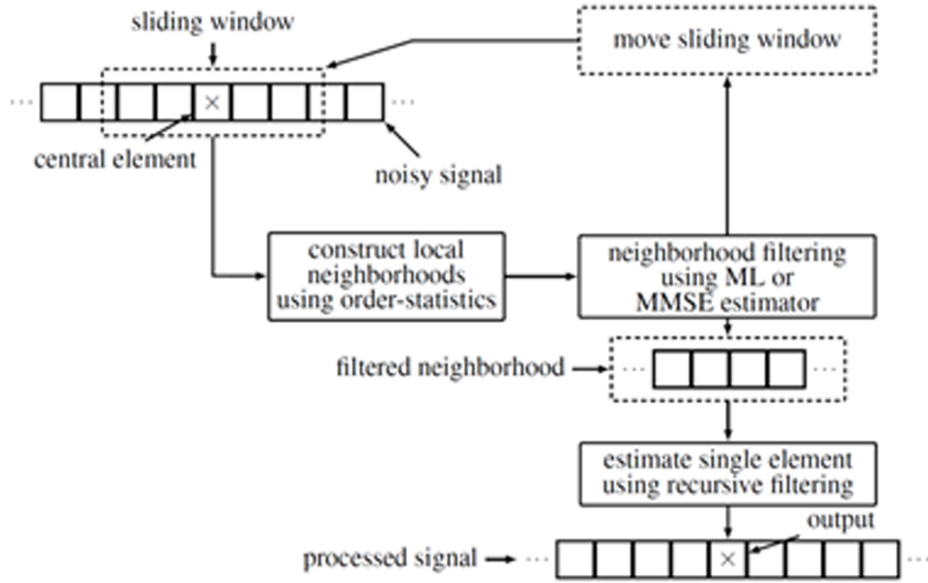 sliding window
move sliding window
... × ...
central element
noisy signal
construct local
neighborhoods
using order-statistics
neighborhood filtering
using ML or
MMSE estimator
filtered neighborhood
... ...
estimate single element
using recursive filtering
output
processed signal
... × ...